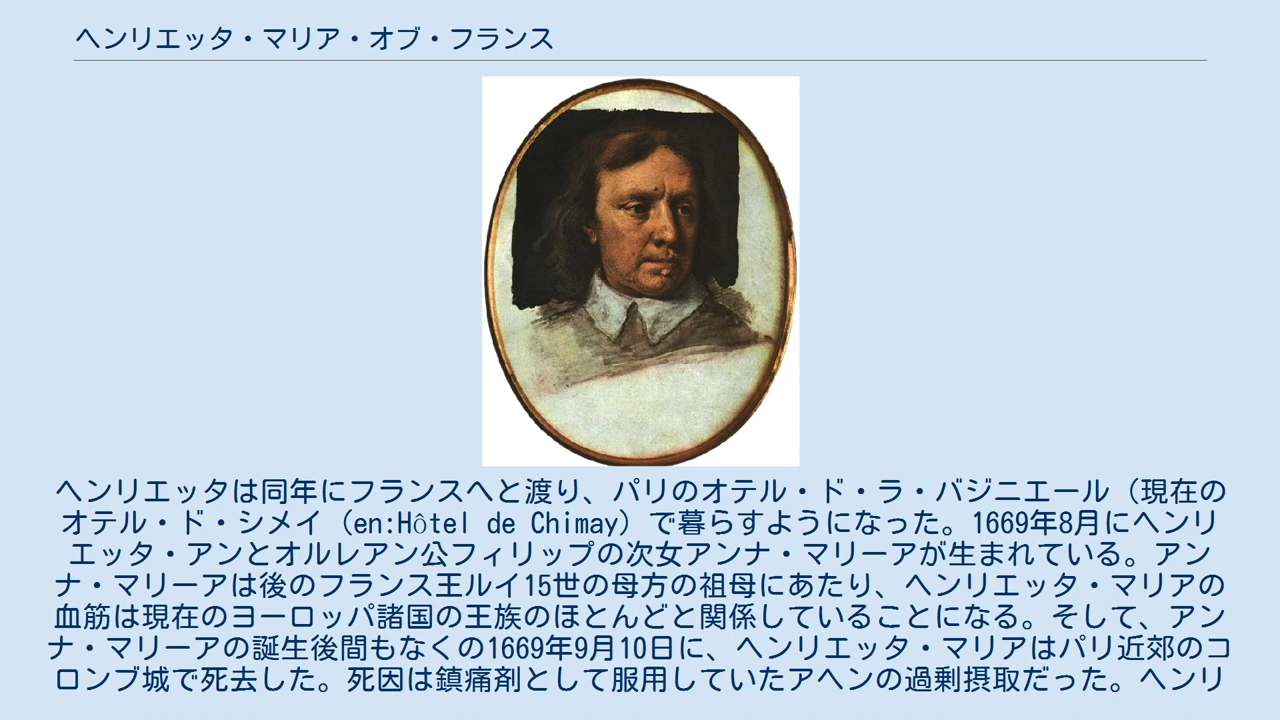 ヘンリエッタ・マリア・オブ・フランス
ヘンリエッタは同年にフランスへと渡り、パリのオテル・ド・ラ・バジニエール（現在の
オテル・ド・シメイ（en:Hôtel de Chimay）で暮らすようになった。1669年8月にヘンリ
エッタ・アンとオルレアン公フィリップの次女アンナ・マリーアが生まれている。アン
ナ・マリーアは後のフランス王ルイ15世の母方の祖母にあたり、ヘンリエッタ・マリアの
血筋は現在のヨーロッパ諸国の王族のほとんどと関係していることになる。そして、アン
ナ・マリーアの誕生後間もなくの1669年9月10日に、ヘンリエッタ・マリアはパリ近郊のコ
ロンブ城で死去した。死因は鎮痛剤として服用していたアヘンの過剰摂取だった。ヘンリ